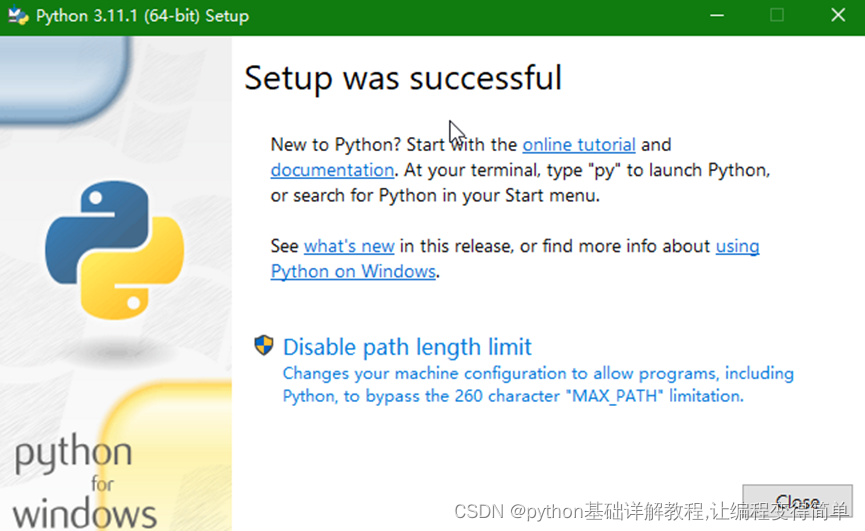 Python 3.11.1 (64-bit) Setup
Setup was successful
New to Python? Start with the online tutorial and
documentation. At your terminal, type "py" to launch Python,
or search for Python in your Start menu.
See what's new in this release, or find more info about using
Python on Windows.
Disable path length limit
Changes your machine configuration to allow programs, including
Python, to bypass the 260 character "MAX_PATH" limitation.
python
for
windows
Close
CSDN @python基础详解教程,让编程变得简单